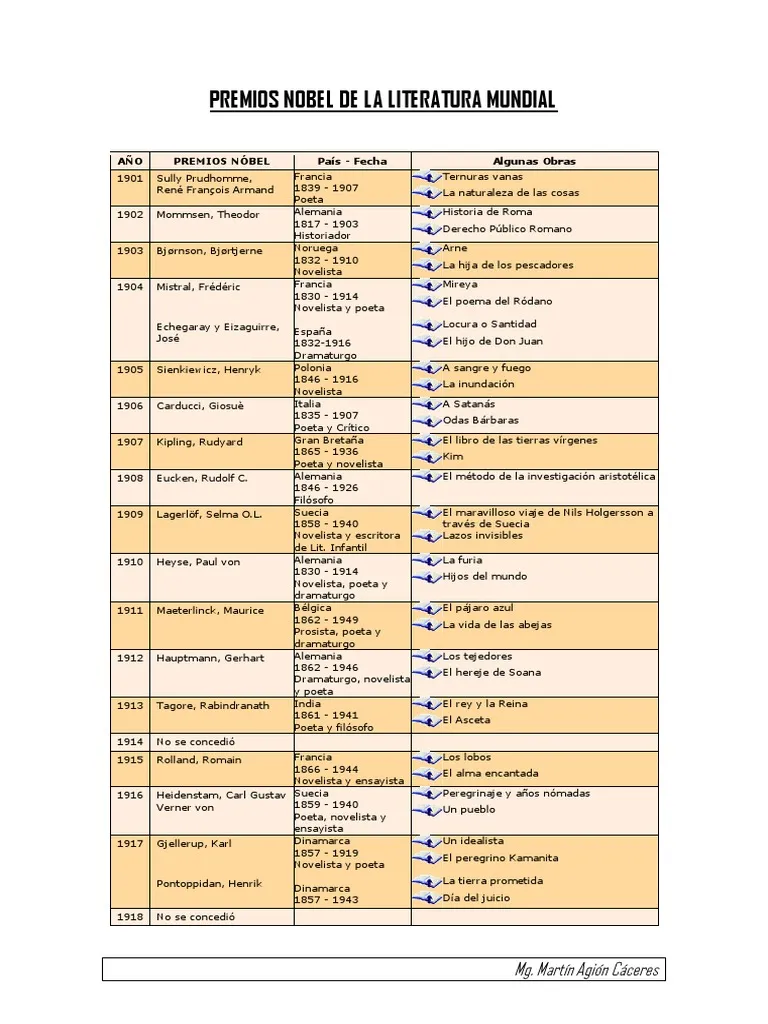 PREMIOS NOBEL DE LA LITERATURA MUNDIAL
AÑO PREMIOS NÓBEL País - Fecha Algunas Obras
1901 Sully Prudhomme, Francia Ternuras vanas
René François Armand 1839 - 1907 La naturaleza de las cosas
Poeta
1902 Mommsen, Theodor Alemania Historia de Roma
1817 - 1903 Derecho Público Romano
Historiador
1903 Bjørnson, Bjørtjerne Noruega Arne
1832 - 1910 La hija de los pescadores
Novelista
1904 Mistral, Frédéric Francia Mireya
1830 - 1914 El poema del Ródano
Novelista y poeta
Echegaray y Eizaguirre, España Locura o Santidad
José 1832-1916 El hijo de Don Juan
Dramaturgo
1905 Sienkiewicz, Henryk Polonia A sangre y fuego
1846 - 1916 La inundación
Novelista
1906 Carducci, Giosuè Italia A Satanás
1835 - 1907 Odas Bárbaras
Poeta y Crítico
1907 Kipling, Rudyard Gran Bretaña El libro de las tierras vírgenes
1865 - 1936 Kim
Poeta y novelista
1908 Eucken, Rudolf C. Alemania El método de la investigación aristotélica
1846 - 1926
Filósofo
1909 Lagerlöf, Selma O.L. Suecia El maravilloso viaje de Nils Holgersson a
1858 - 1940 través de Suecia
Novelista y escritora Lazos invisibles
de Lit. Infantil
1910 Heyse, Paul von Alemania La furia
1830 - 1914 Hijos del mundo
Novelista, poeta y
dramaturgo
1911 Maeterlinck, Maurice Bélgica El pájaro azul
1862 - 1949 La vida de las abejas
Prosista, poeta y
dramaturgo
1912 Hauptmann, Gerhart Alemania Los tejedores
1862 - 1946 El hereje de Soana
Dramaturgo, novelista
y poeta
1913 Tagore, Rabindranath India El rey y la Reina
1861 - 1941 El Asceta
Poeta y filósofo
1914 No se concedió
1915 Rolland, Romain Francia Los lobos
1866 - 1944 El alma encantada
Novelista y ensayista
1916 Heidenstam, Carl Gustav Suecia Peregrinaje y años nómadas
Verner von 1859 - 1940 Un pueblo
Poeta, novelista y
ensayista
1917 Gjellerup, Karl Dinamarca Un idealista
1857 - 1919 El peregrino Kamanita
Novelista y poeta
Pontoppidan, Henrik Dinamarca La tierra prometida
1857 - 1943 Día del juicio
1918 No se concedió
Mg. Martín Agión Cáceres